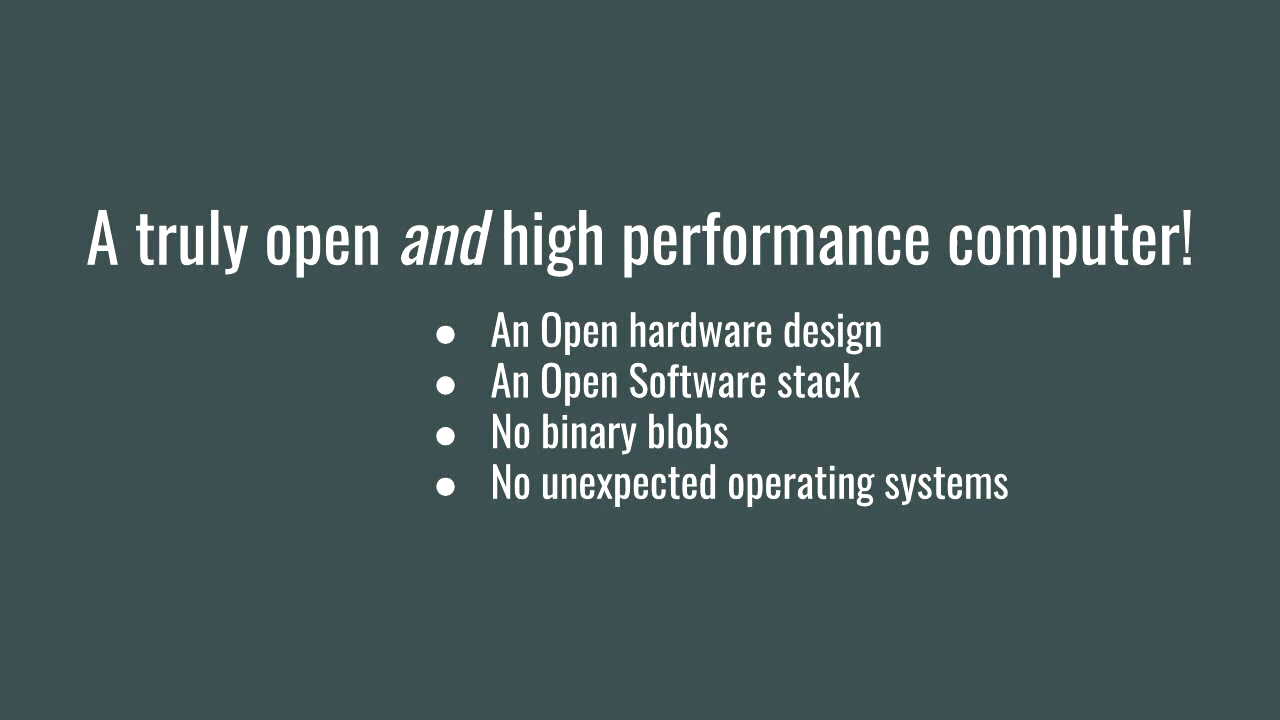 A truly open and high performance computer!
● An Open hardware design
● An Open Software stack
● No binary blobs
● No unexpected operating systems